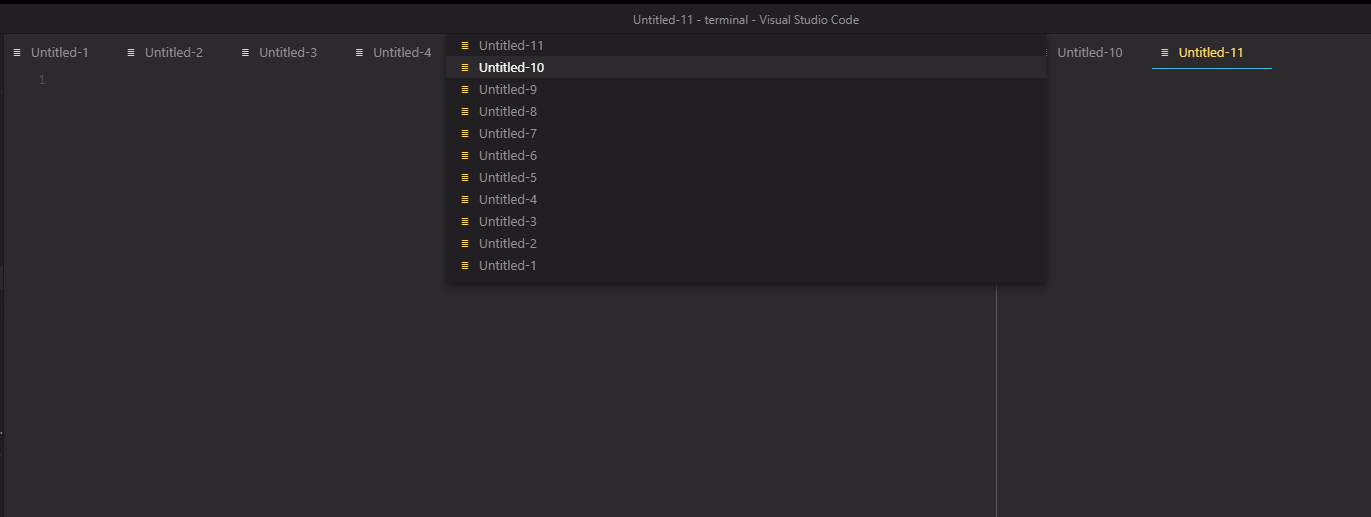 Untitled-11 - terminal - Visual Studio Code
Untitled-1 Untitled-2 Untitled-3 Untitled-4 Untitled-10 Untitled-11
1
Untitled-11
Untitled-10
Untitled-9
Untitled-8
Untitled-7
Untitled-6
Untitled-5
Untitled-4
Untitled-3
Untitled-2
Untitled-1